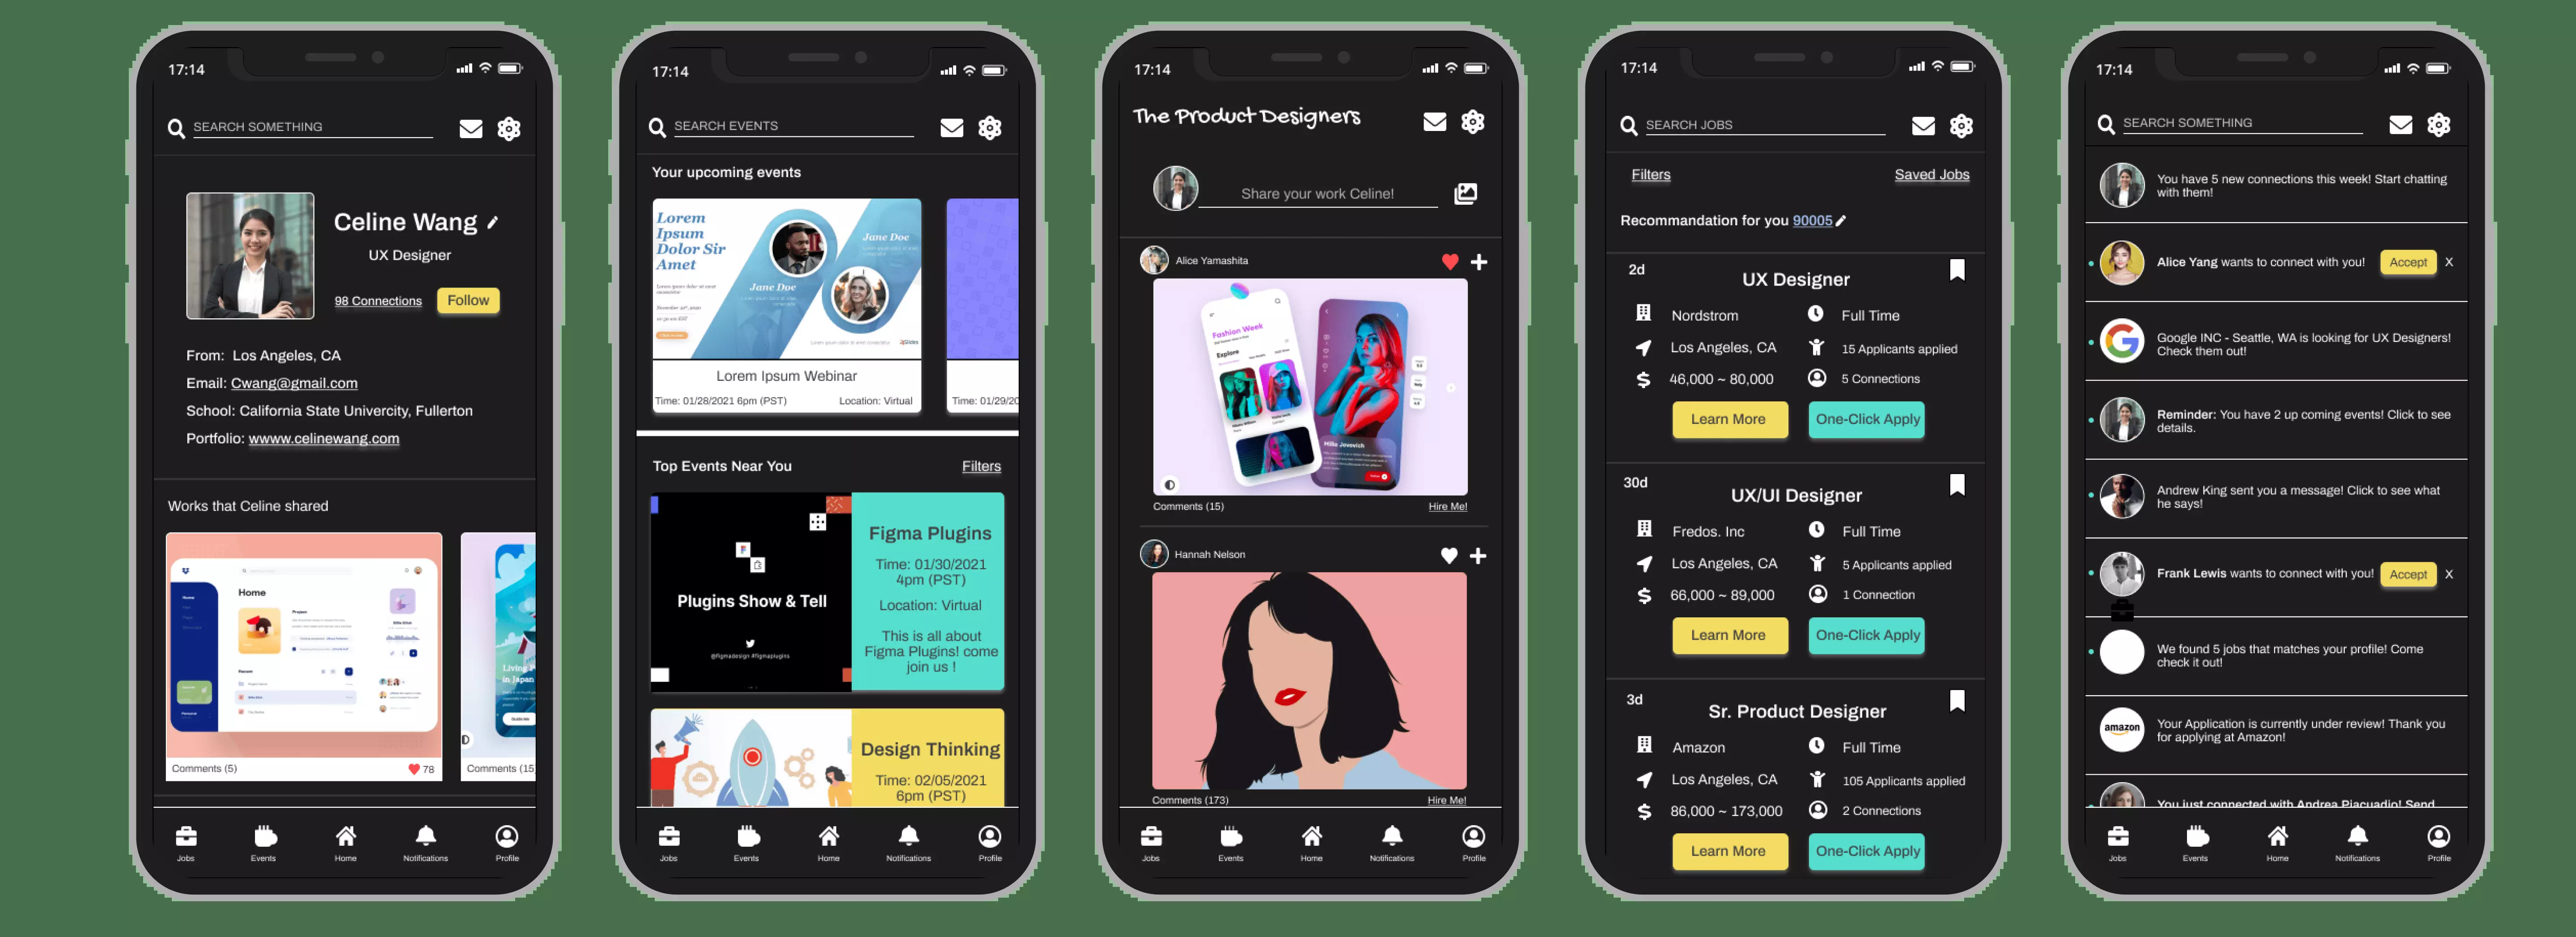 17:14
SEARCH SOMETHING
Celine Wang
UX Designer
98 Connections
Follow
From: Los Angeles, CA
Email: Cwang@gmail.com
School: California State Univercity, Fullerton
Portfolio: wwww.celinewang.com
Works that Celine shared
Home
Comments (5)
78
Comments (15
Jobs
Events
Home
Notifications
Profile
17:14
SEARCH EVENTS
Your upcoming events
Lorem
Ipsum
Dolor Sir
Amet
Jane Doe
Jane Doe
Lorem Ipsum Webinar
Time: 01/28/2021 6pm (PST)
Location: Virtual
Time: 01/29/20
Top Events Near You
Filters
Plugins Show & Tell
@figmadesign #figmaplugins
Figma Plugins
Time: 01/30/2021
4pm (PST)
Location: Virtual
This is all about
Figma Plugins! come
join us !
Design Thinking
Time: 02/05/2021
6pm (PST)
Jobs
Events
Home
Notifications
Profile
17:14
The Product Designers
Share your work Celine!
Alice Yamashita
Fashion Week
Explore
Milla Jovovich
Comments (15)
Hire Me!
Hannah Nelson
Comments (173)
Hire Me!
Jobs
Events
Home
Notifications
Profile
17:14
SEARCH JOBS
Filters
Saved Jobs
Recommandation for you 90005
2d
UX Designer
Nordstrom
Full Time
Los Angeles, CA
15 Applicants applied
$ 46,000 ~ 80,000
5 Connections
Learn More
One-Click Apply
30d
UX/UI Designer
Fredos. Inc
Full Time
Los Angeles, CA
5 Applicants applied
$ 66,000 ~ 89,000
1 Connection
Learn More
One-Click Apply
3d
Sr. Product Designer
Amazon
Full Time
Los Angeles, CA
105 Applicants applied
$ 86,000 ~ 173,000
2 Connections
Learn More
One-Click Apply
17:14
SEARCH SOMETHING
You have 5 new connections this week! Start chatting
with them!
Alice Yang wants to connect with you!
Accept
X
Google INC - Seattle, WA is looking for UX Designers!
Check them out!
Reminder: You have 2 up coming events! Click to see
details.
Andrew King sent you a message! Click to see what
he says!
Frank Lewis wants to connect with you!
Accept
X
We found 5 jobs that matches your profile! Come
check it out!
amazon
Your Application is currently under review! Thank you
for applying at Amazon!
You just connected with Andrea Piacuadio! Send
Jobs
Events
Home
Notifications
Profile